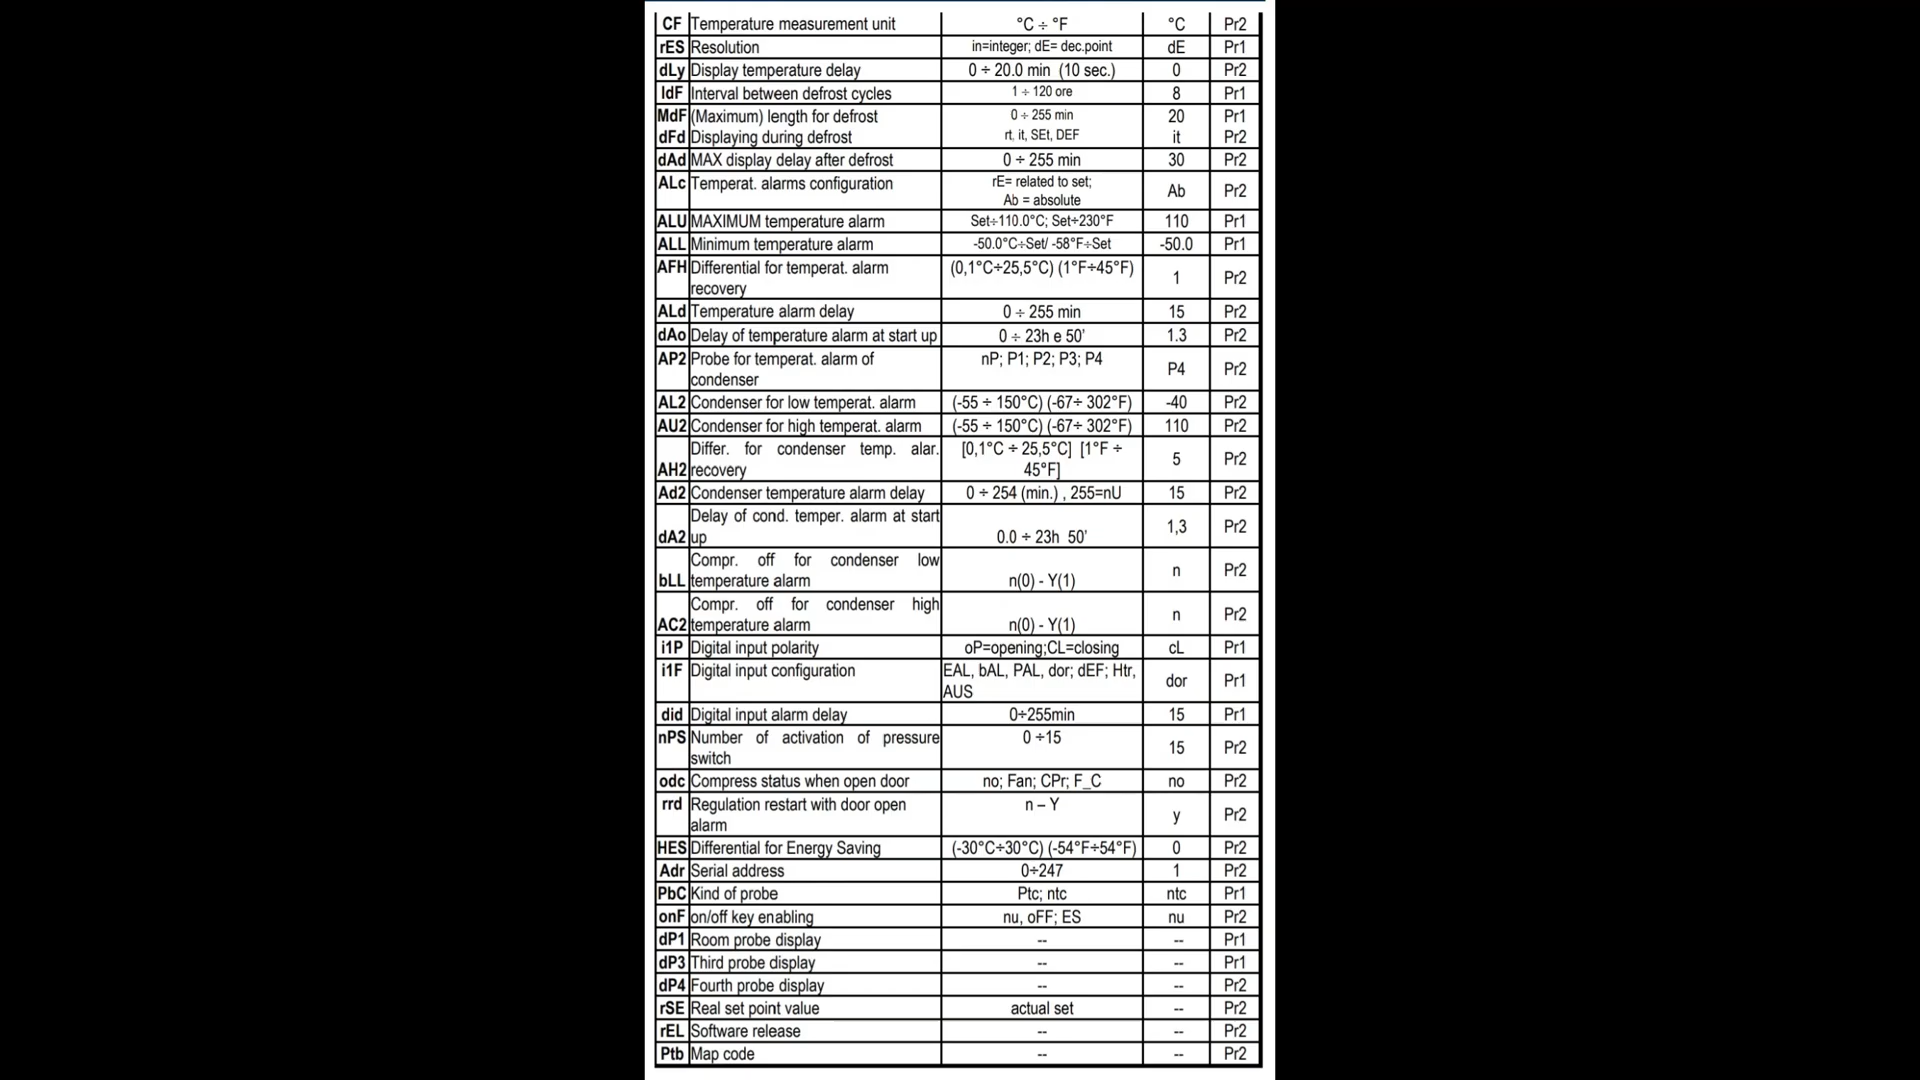 CF Temperature measurement unit °C ÷ °F °C Pr2
rES Resolution in=integer; dE= dec.point dE Pr1
dLy Display temperature delay 0 ÷ 20.0 min (10 sec.) 0 Pr2
IdF Interval between defrost cycles 1 ÷ 120 ore 8 Pr1
MdF (Maximum) length for defrost 0 ÷ 255 min 20 Pr1
dFd Displaying during defrost rt, it, SEt, DEF it Pr2
dAd MAX display delay after defrost 0 ÷ 255 min 30 Pr2
ALc Temperat. alarms configuration rE= related to set;
Ab = absolute Ab Pr2
ALU MAXIMUM temperature alarm Set÷110.0°C; Set÷230°F 110 Pr1
ALL Minimum temperature alarm -50.0°C÷Set/ -58°F÷Set -50.0 Pr1
AFH Differential for temperat. alarm (0,1°C÷25,5°C) (1°F÷45°F) 1 Pr2
recovery
ALd Temperature alarm delay 0 ÷ 255 min 15 Pr2
dAo Delay of temperature alarm at start up 0 ÷ 23h e 50' 1.3 Pr2
AP2 Probe for temperat. alarm of nP; P1; P2; P3; P4 P4 Pr2
condenser
AL2 Condenser for low temperat. alarm (-55 ÷ 150°C) (-67÷ 302°F) -40 Pr2
AU2 Condenser for high temperat. alarm (-55 ÷ 150°C) (-67÷ 302°F) 110 Pr2
Differ. for condenser temp. alar. [0,1°C ÷ 25,5°C] [1°F ÷
AH2 recovery 45°F] 5 Pr2
Ad2 Condenser temperature alarm delay 0 ÷ 254 (min.) , 255=nU 15 Pr2
Delay of cond. temper. alarm at start
dA2 up 0.0 ÷ 23h 50' 1,3 Pr2
Compr. off for condenser low
bLL temperature alarm n(0) - Y(1) n Pr2
Compr. off for condenser high
AC2 temperature alarm n(0) - Y(1) n Pr2
i1P Digital input polarity oP=opening;CL=closing cL Pr1
i1F Digital input configuration EAL, bAL, PAL, dor; dEF; Htr,
AUS dor Pr1
did Digital input alarm delay 0÷255min 15 Pr1
nPS Number of activation of pressure 0 ÷15 15 Pr2
switch
odc Compress status when open door no; Fan; CPr; F_C no Pr2
rrd Regulation restart with door open n – Y y Pr2
alarm
HES Differential for Energy Saving (-30°C÷30°C) (-54°F÷54°F) 0 Pr2
Adr Serial address 0÷247 1 Pr2
PbC Kind of probe Ptc; ntc ntc Pr1
onF on/off key enabling nu, oFF; ES nu Pr2
dP1 Room probe display -- -- Pr1
dP3 Third probe display -- -- Pr1
dP4 Fourth probe display -- -- Pr2
rSE Real set point value actual set -- Pr2
rEL Software release -- -- Pr2
Ptb Map code -- -- Pr2